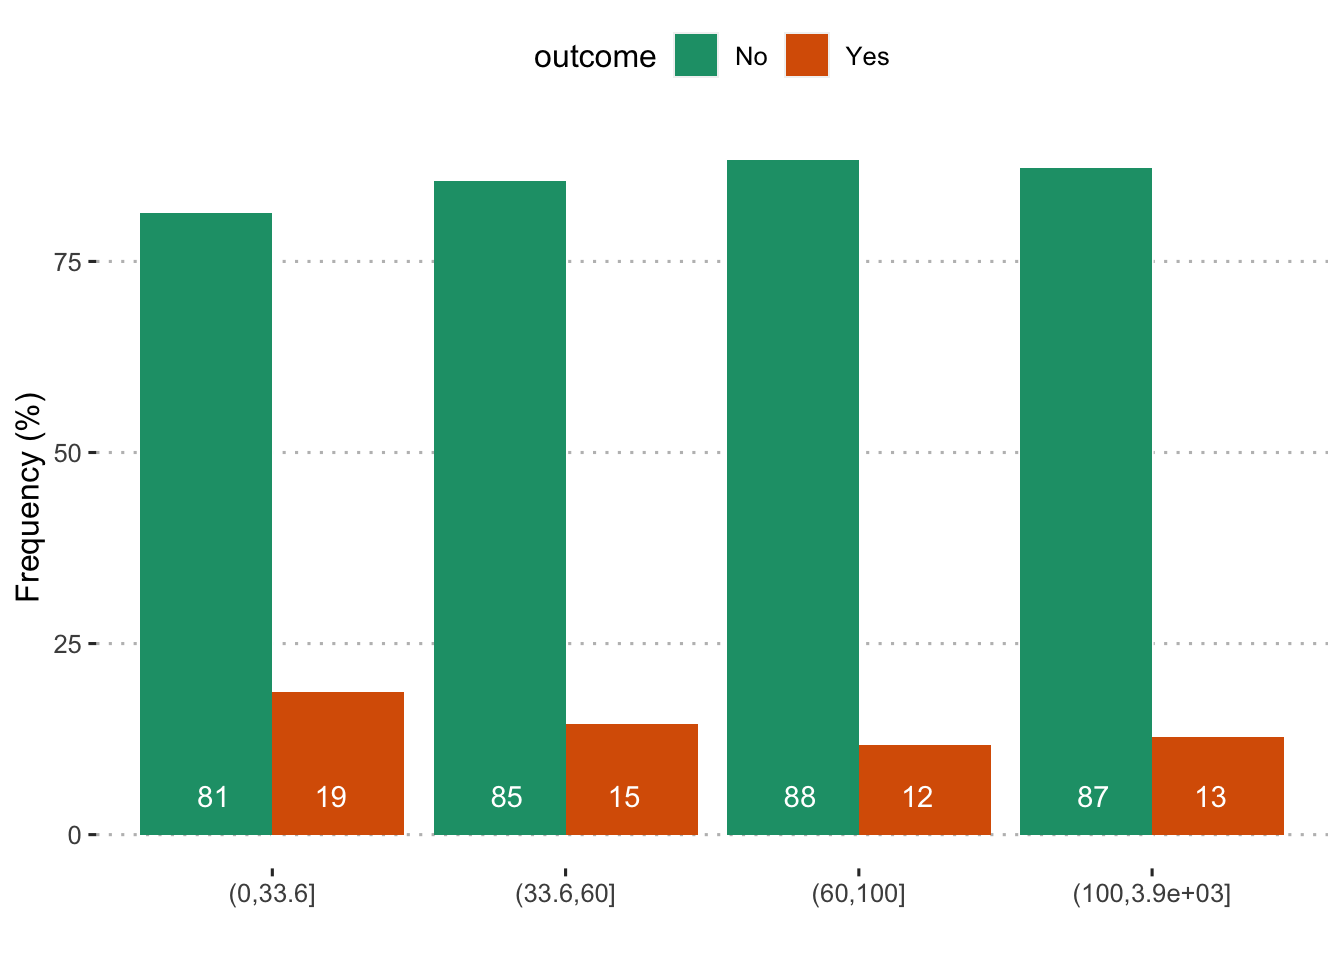 outcome No Yes
Frequency (%)
75
50
25
0
81 19 85 15 88 12 87 13
(0,33.6] (33.6,60] (60,100] (100,3.9e+03]